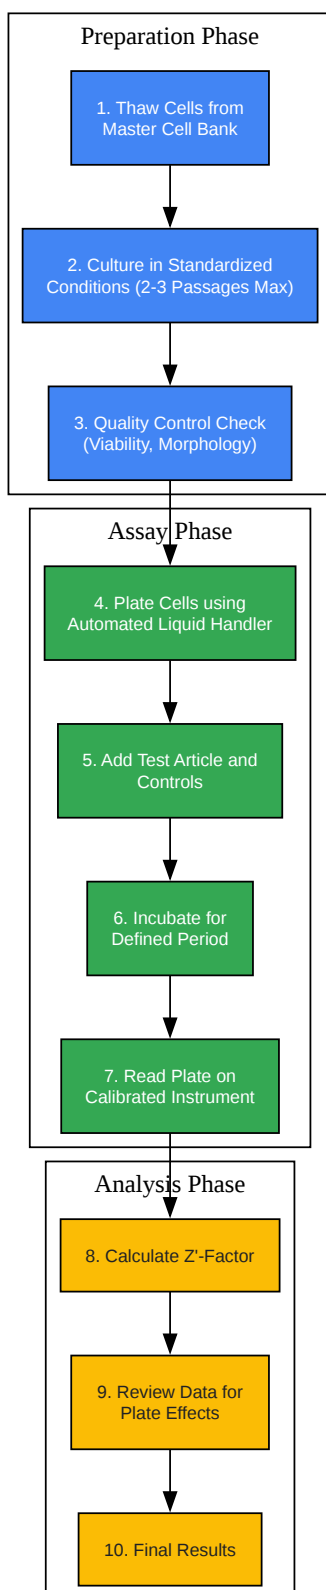 Preparation Phase
1. Thaw Cells from
Master Cell Bank
2. Culture in Standardized
Conditions (2-3 Passages Max)
3. Quality Control Check
(Viability, Morphology)
Assay Phase
4. Plate Cells using
Automated Liquid Handler
5. Add Test Article and
Controls
6. Incubate for
Defined Period
7. Read Plate on
Calibrated Instrument
Analysis Phase
8. Calculate Z'-Factor
9. Review Data for
Plate Effects
10. Final Results